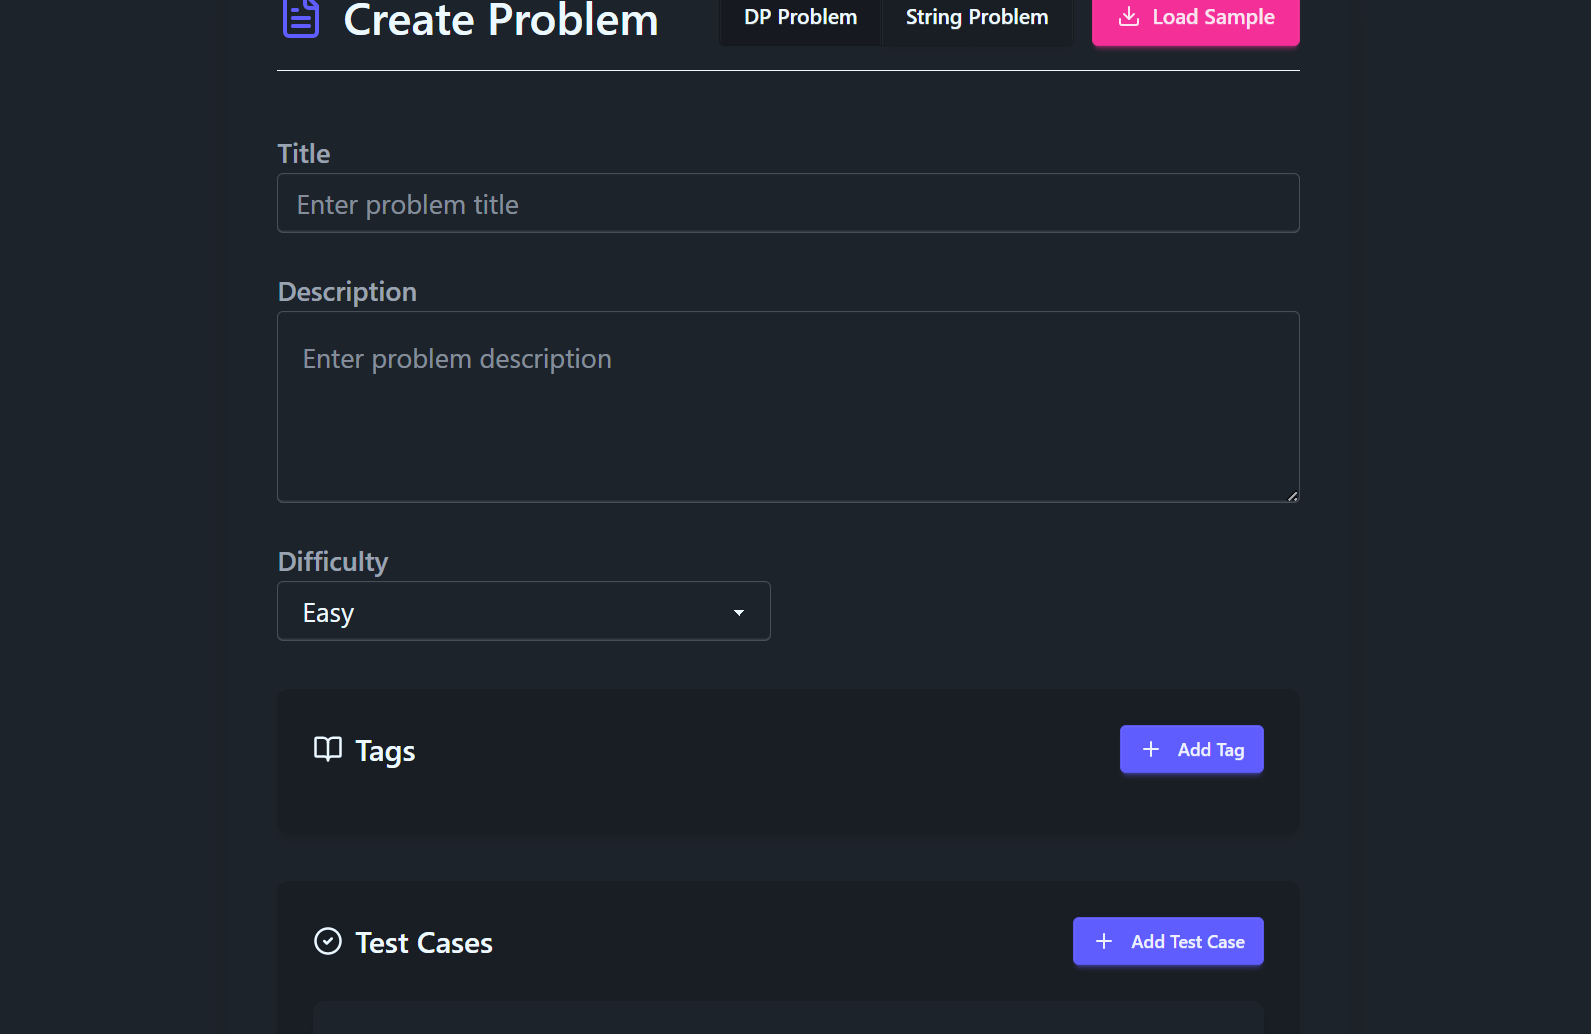 Create Problem
DP Problem
String Problem
Load Sample
Title
Enter problem title
Description
Enter problem description
Difficulty
Easy
Tags
Add Tag
Test Cases
Add Test Case